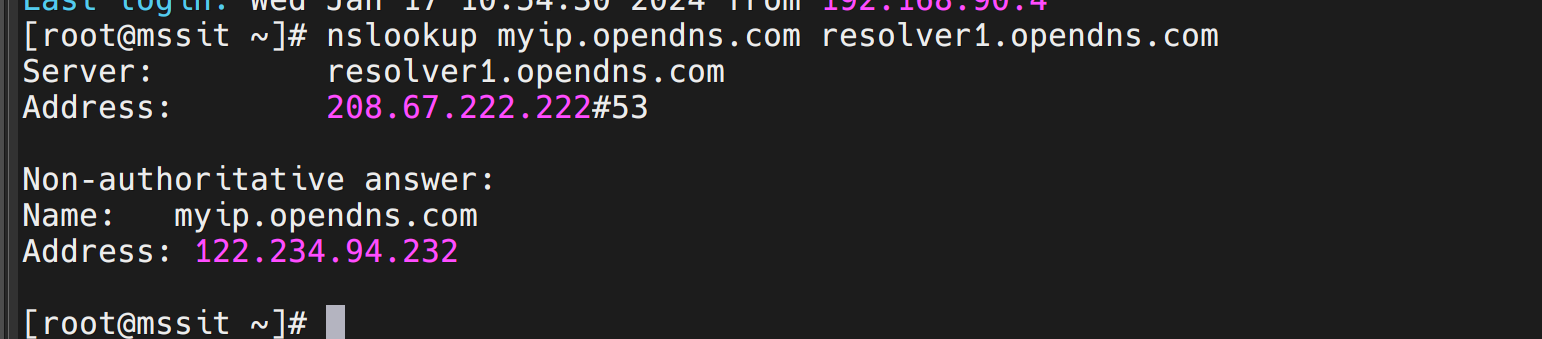 Last login: Wed Jan 17 10:54:30 2024 from 192.168.90.4
[root@mssit ~]# nslookup myip.opendns.com resolver1.opendns.com
Server:         resolver1.opendns.com
Address:        208.67.222.222#53
Non-authoritative answer:
Name:   myip.opendns.com
Address: 122.234.94.232
[root@mssit ~]#